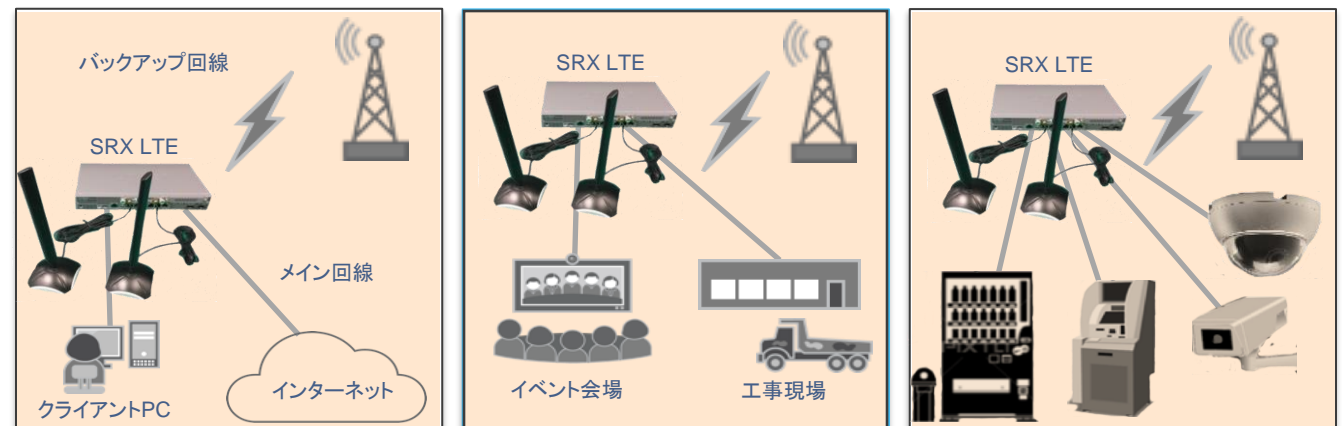 バックアップ回線
SRX LTE
メイン回線
クライアントPC
インターネット
SRX LTE
イベント会場
工事現場
SRX LTE